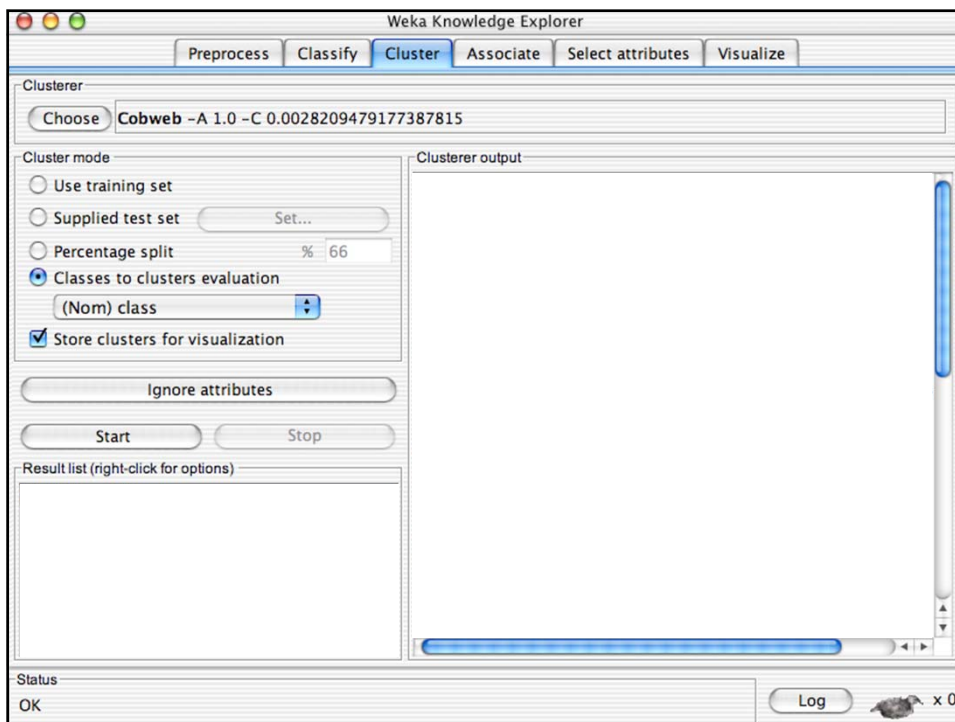 Weka Knowledge Explorer
Preprocess Classify Cluster Associate Select attributes Visualize
Clusterer
Choose Cobweb -A 1.0 -C 0.0028209479177387815
Cluster mode
Use training set
Supplied test set Set...
Percentage split % 66
Classes to clusters evaluation
(Nom) class
Store clusters for visualization
Ignore attributes
Start Stop
Result list (right-click for options)
Clusterer output
Status
OK
Log x 0